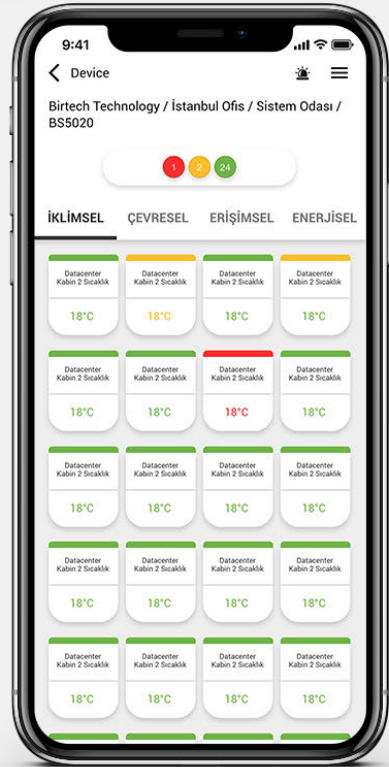 9:41
Device
Birtech Technology / İstanbul Ofis / Sistem Odası /
BS5020
1 2 24
İKLİMSEL ÇEVRESEL ERİŞİMSEL ENERJİSEL
Datacenter Datacenter Datacenter Datacenter
Kabin 2 Sıcaklık Kabin 2 Sıcaklık Kabin 2 Sıcaklık Kabin 2 Sıcaklık
18°C 18°C 18°C 18°C
Datacenter Datacenter Datacenter Datacenter
Kabin 2 Sıcaklık Kabin 2 Sıcaklık Kabin 2 Sıcaklık Kabin 2 Sıcaklık
18°C 18°C 18°C 18°C
Datacenter Datacenter Datacenter Datacenter
Kabin 2 Sıcaklık Kabin 2 Sıcaklık Kabin 2 Sıcaklık Kabin 2 Sıcaklık
18°C 18°C 18°C 18°C
Datacenter Datacenter Datacenter Datacenter
Kabin 2 Sıcaklık Kabin 2 Sıcaklık Kabin 2 Sıcaklık Kabin 2 Sıcaklık
18°C 18°C 18°C 18°C
Datacenter Datacenter Datacenter Datacenter
Kabin 2 Sıcaklık Kabin 2 Sıcaklık Kabin 2 Sıcaklık Kabin 2 Sıcaklık
18°C 18°C 18°C 18°C